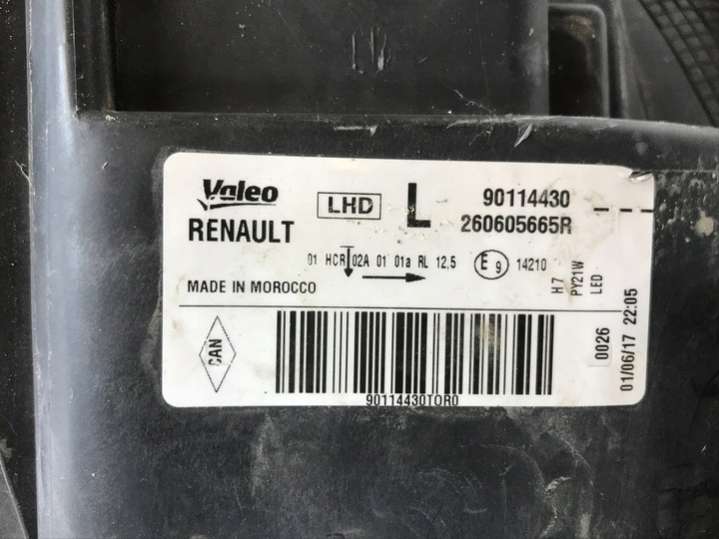 Valeo
RENAULT
LHD
L
90114430
260605665R
01 HCR 02A 01 01a RL 12,5
E 9
14210
MADE IN MOROCCO
H7
PY21W
LED
CAN
90114430TOR0
0026
01/06/17 22:05